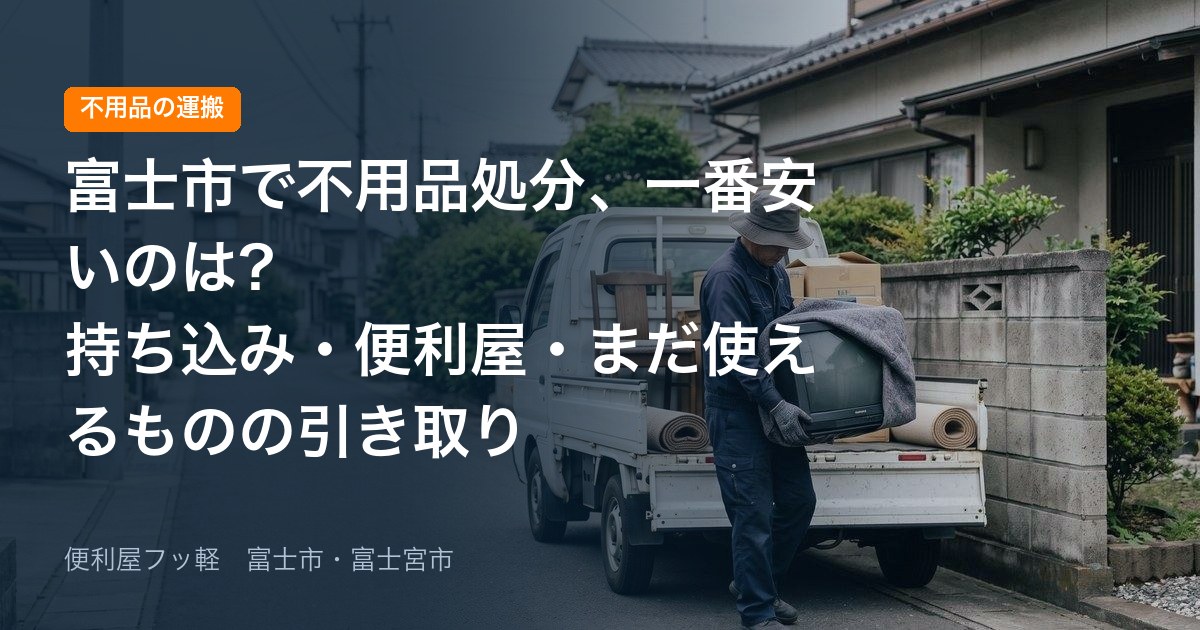 不用品の運搬
富士市で不用品処分、一番安
いのは?
持ち込み・便利屋・まだ使え
るものの引き取り
便利屋フッ軽　富士市・富士宮市